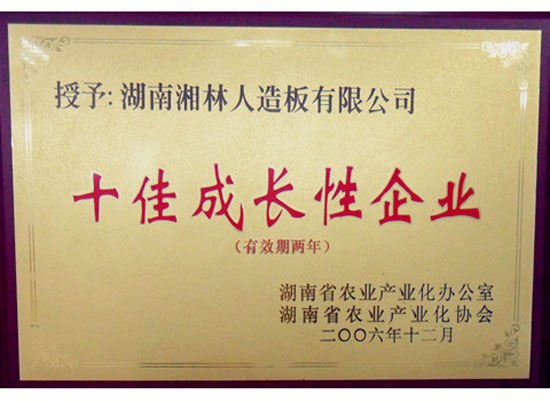 授予:湖南湘林人造板有限公司
十佳成长性企业
(有效期两年)
湖南省农业产业化办公室
湖南省农业产业化协会
二〇〇六年十二月